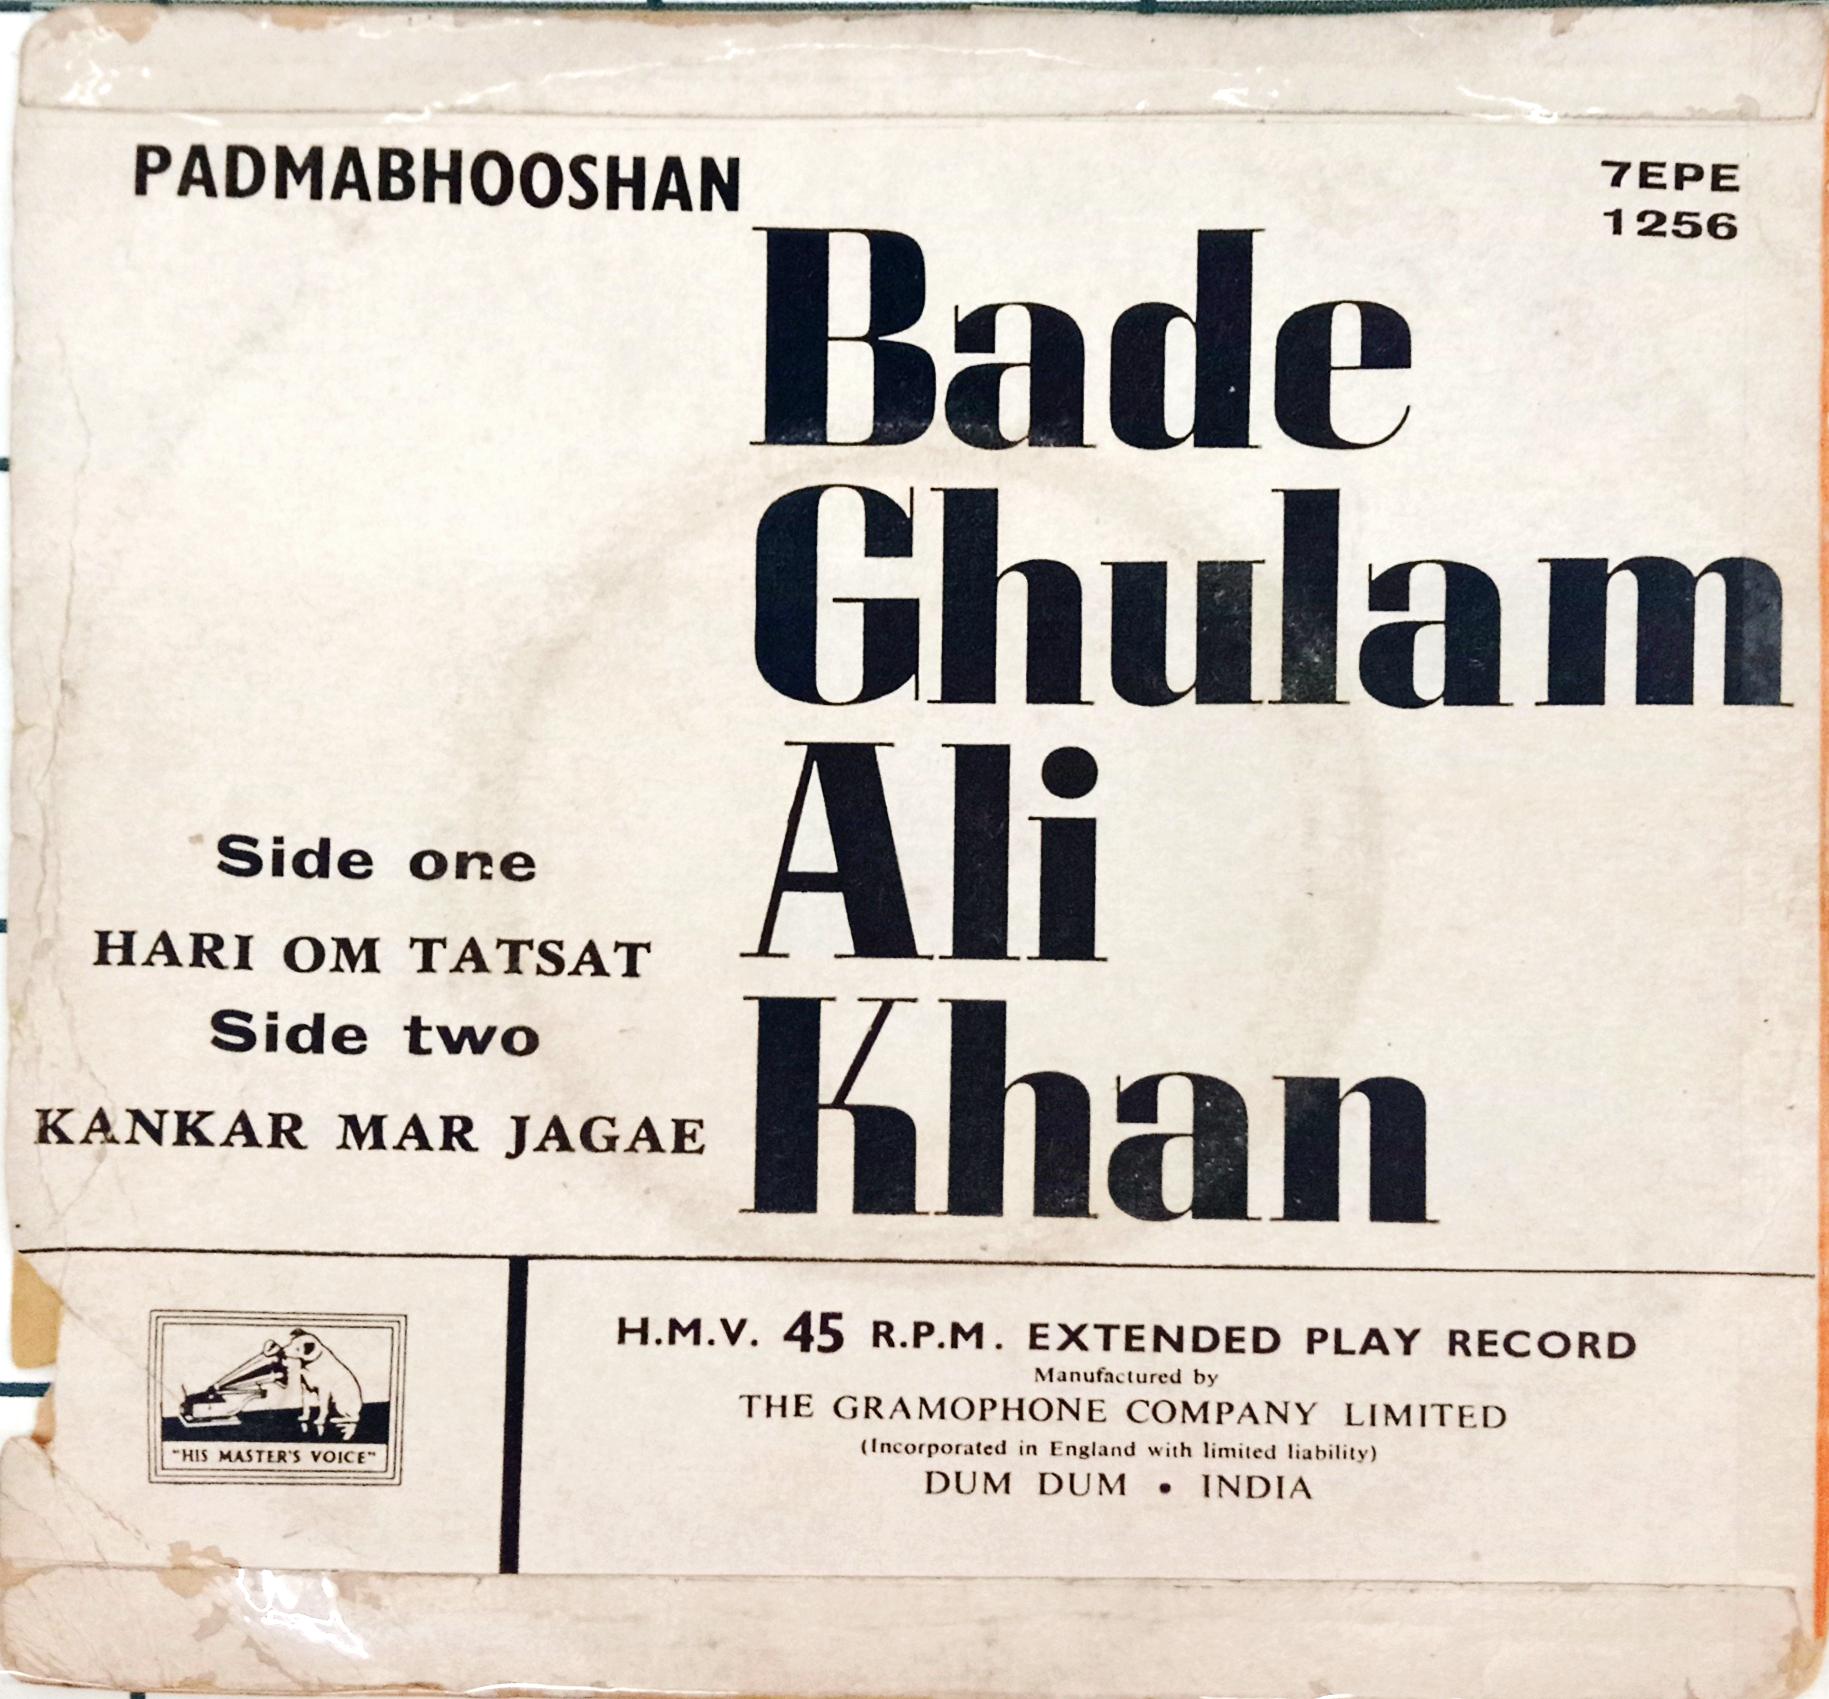 PADMABHOOSHAN
7EPE
1256
Bade
Ghulam
Ali
Khan
Side one
HARI OM TATSAT
Side two
KANKAR MAR JAGAE
"HIS MASTER'S VOICE"
H.M.V. 45 R.P.M. EXTENDED PLAY RECORD
Manufactured by
THE GRAMOPHONE COMPANY LIMITED
(Incorporated in England with limited liability)
DUM DUM • INDIA